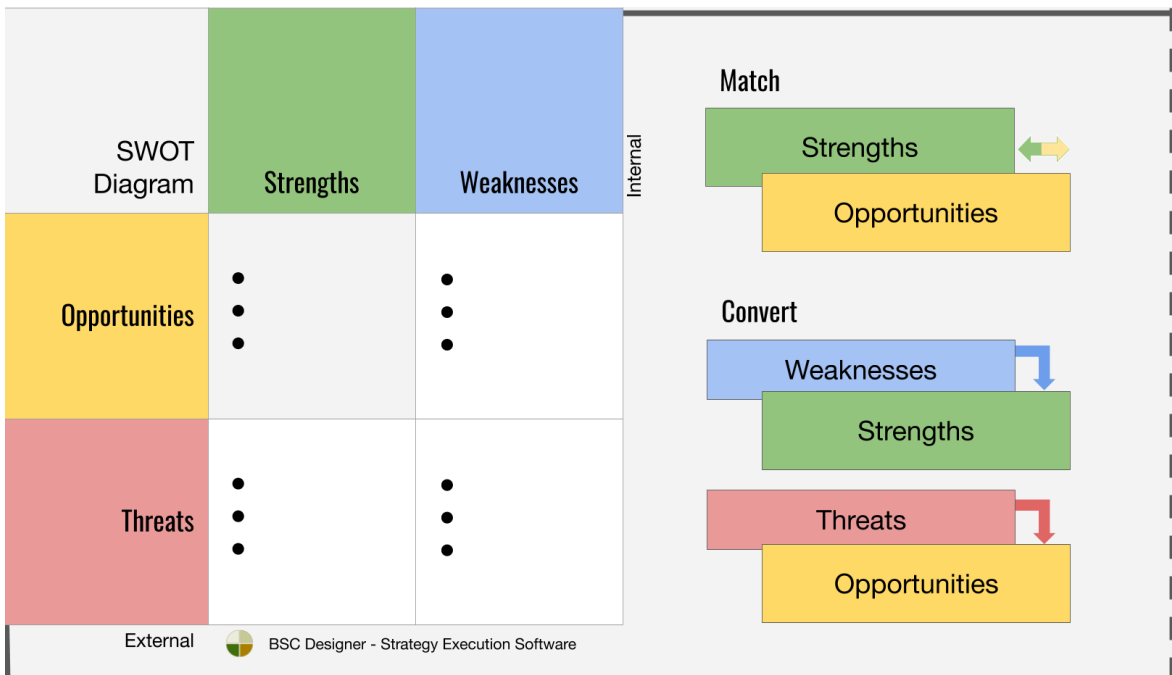 SWOT
Diagram
Strengths
Weaknesses
Internal
Opportunities
Threats
External
BSC Designer - Strategy Execution Software
Match
Strengths
Opportunities
Convert
Weaknesses
Strengths
Threats
Opportunities